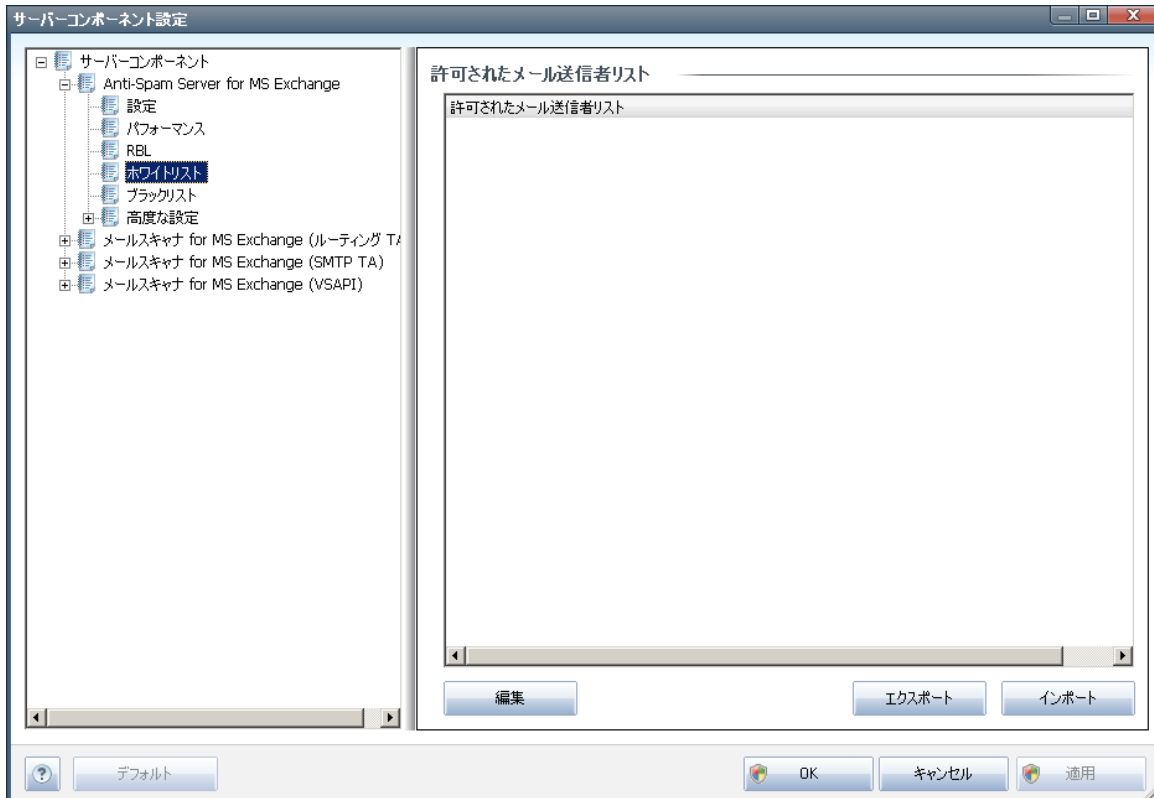 サーバーコンポーネント設定
サーバーコンポーネント
Anti-Spam Server for MS Exchange
設定
パフォーマンス
RBL
ホワイトリスト
ブラックリスト
高度な設定
メールスキャナ for MS Exchange (ルーティング TA
メールスキャナ for MS Exchange (SMTP TA)
メールスキャナ for MS Exchange (VSAPI)
許可されたメール送信者リスト
許可されたメール送信者リスト
編集
エクスポート
インポート
?
デフォルト
OK
キャンセル
適用